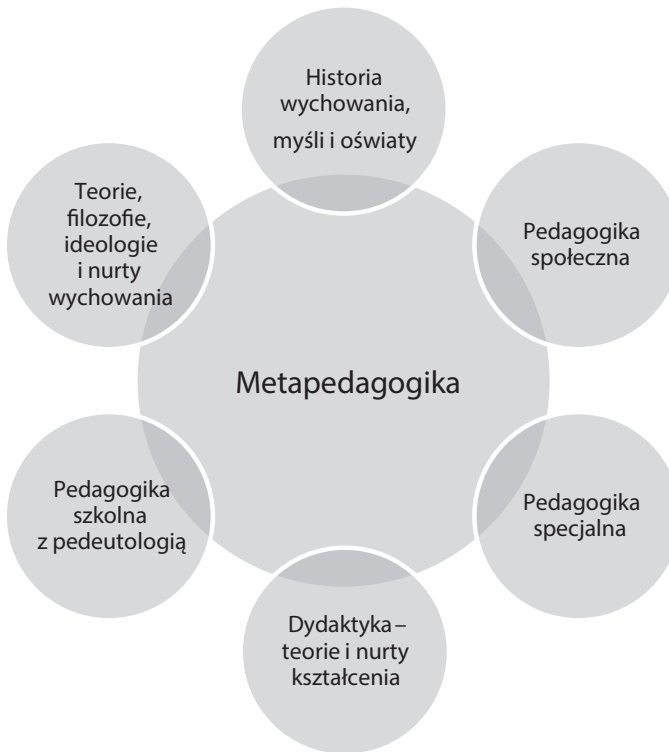 Historia
wychowania,
myśli i oświaty
Teorie,
filozofie,
ideologie
i nurty
wychowania
Pedagogika
społeczna
Metapedagogika
Pedagogika
szkolna
z pedeutologią
Pedagogika
specjalna
Dydaktyka –
teorie i nurty
kształcenia